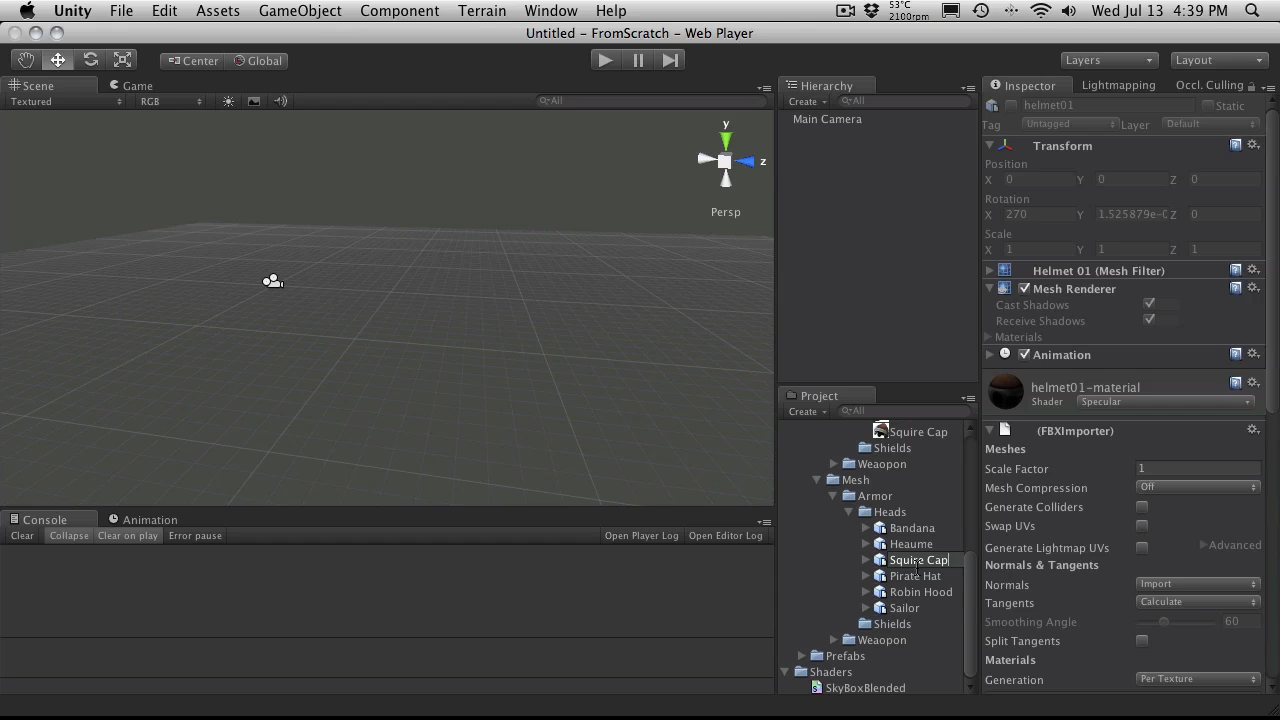 Unity File Edit Assets GameObject Component Terrain Window Help 53°C 2100rpm Wed Jul 13 4:39 PM
Untitled – FromScratch – Web Player
Center Global Layers Layout
Scene Game
Textured RGB All
y
z
Persp
Hierarchy
Create All
Main Camera
Inspector Lightmapping Occl. Culling
helmet01 Static
Tag Untagged Layer Default
Transform
Position
X 0 Y 0 Z 0
Rotation
X 270 Y 1.525879e-0 Z 0
Scale
X 1 Y 1 Z 1
Helmet 01 (Mesh Filter)
Mesh Renderer
Cast Shadows
Receive Shadows
Materials
Animation
helmet01-material
Shader Specular
(FBXImporter)
Meshes
Scale Factor 1
Mesh Compression Off
Generate Colliders
Swap UVs
Generate Lightmap UVs Advanced
Normals & Tangents
Normals Import
Tangents Calculate
Smoothing Angle 60
Split Tangents
Materials
Generation Per Texture
Project
Create All
Squire Cap
Shields
Weaopon
Mesh
Armor
Heads
Bandana
Heaume
Squire Cap
Pirate Hat
Robin Hood
Sailor
Shields
Weaopon
Prefabs
Shaders
SkyBoxBlended
Console Animation
Clear Collapse Clear on play Error pause Open Player Log Open Editor Log